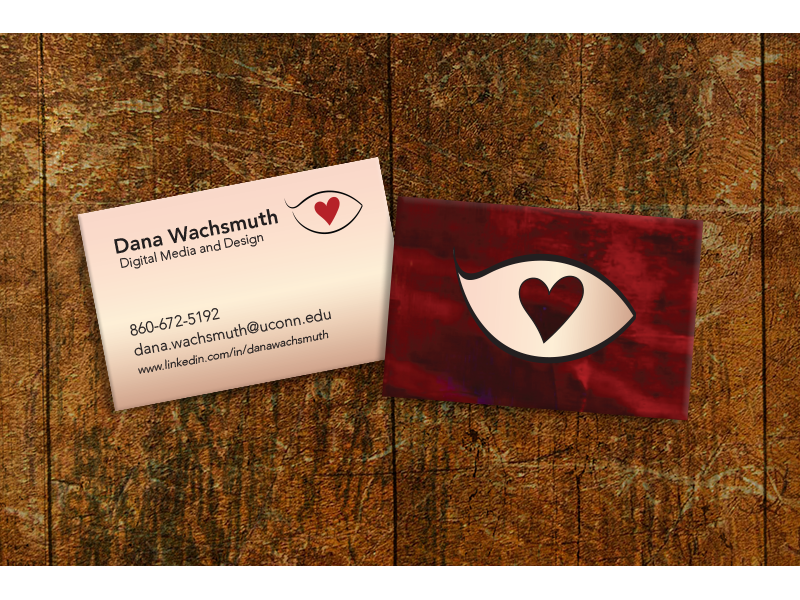 Dana Wachsmuth
Digital Media and Design
860-672-5192
dana.wachsmuth@uconn.edu
www.linkedin.com/in/danawachsmuth